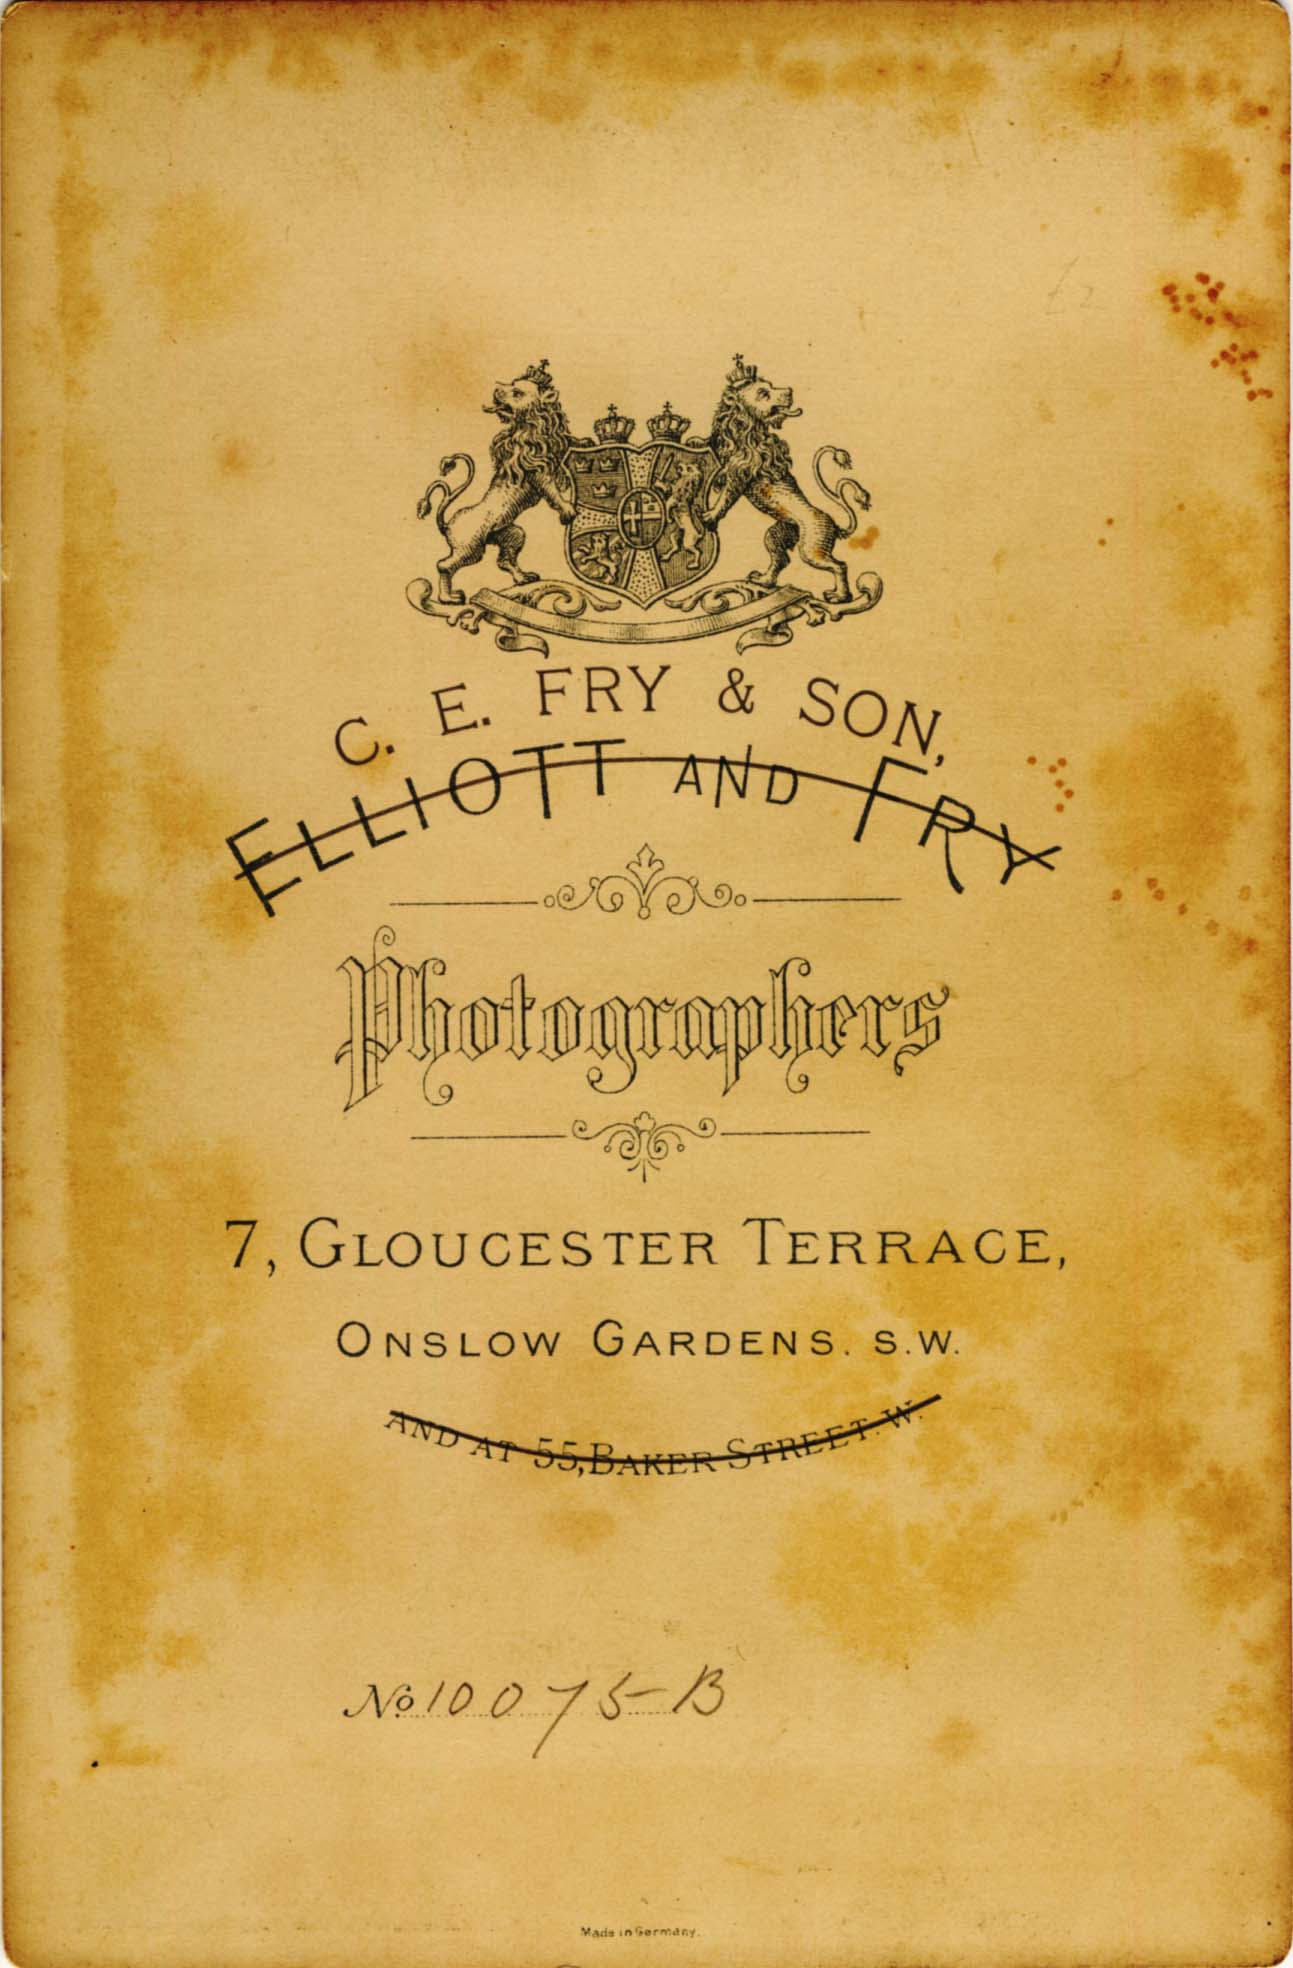 £2
C. E. FRY & SON,
ELLIOTT AND FRY
Photographers
7, GLOUCESTER TERRACE,
ONSLOW GARDENS. S.W.
AND AT 55, BAKER STREET. W.
No 10075-B
Made in Germany.